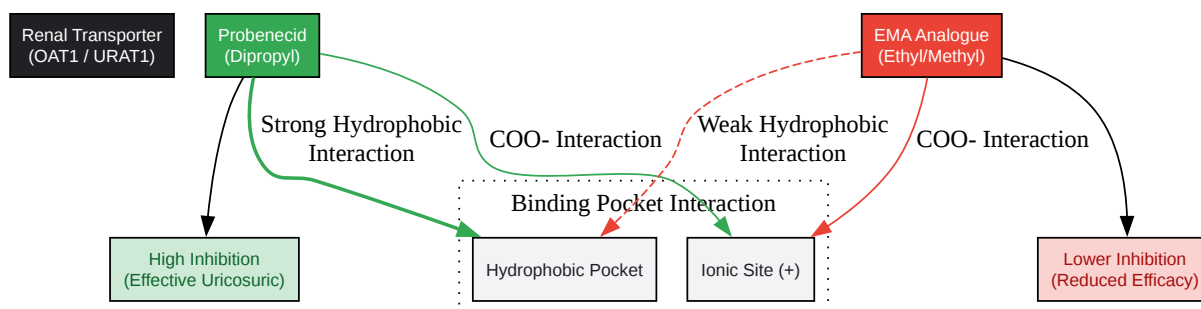 Renal Transporter
(OAT1 / URAT1)
Probenecid
(Dipropyl)
EMA Analogue
(Ethyl/Methyl)
Strong Hydrophobic
Interaction
COO- Interaction
Weak Hydrophobic
Interaction
COO- Interaction
Binding Pocket Interaction
High Inhibition
(Effective Uricosuric)
Hydrophobic Pocket
Ionic Site (+)
Lower Inhibition
(Reduced Efficacy)